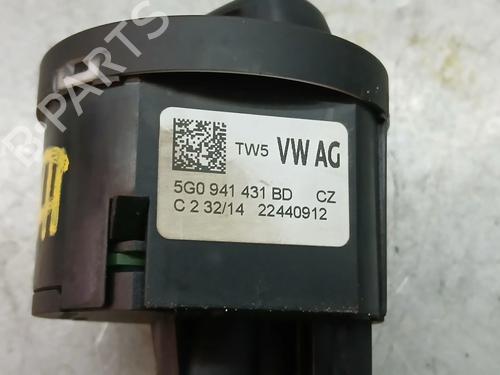 B-PARTS
TW5 VW AG
5G0 941 431 BD CZ
C 2 32/14 22440912